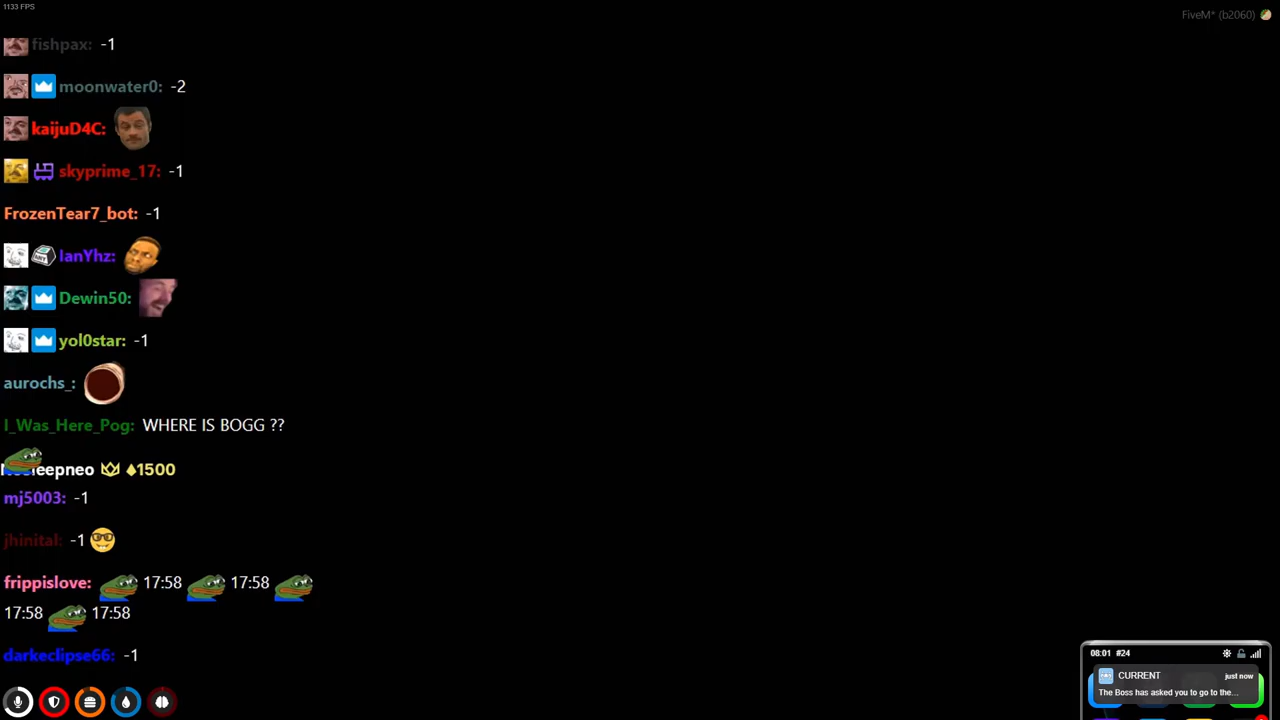 1133 FPS
FiveM* (b2060)
fishpax: -1
moonwater0: -2
kaijuD4C:
skyprime_17: -1
FrozenTear7_bot: -1
IanYhz:
Dewin50:
yol0star: -1
aurochs_:
I_Was_Here_Pog: WHERE IS BOGG ??
1500
mj5003: -1
jhinital: -1
frippislove: 17:58 17:58
17:58 17:58
darkeclipse66: -1
08:01 #24
CURRENT just now
The Boss has asked you to go to the...